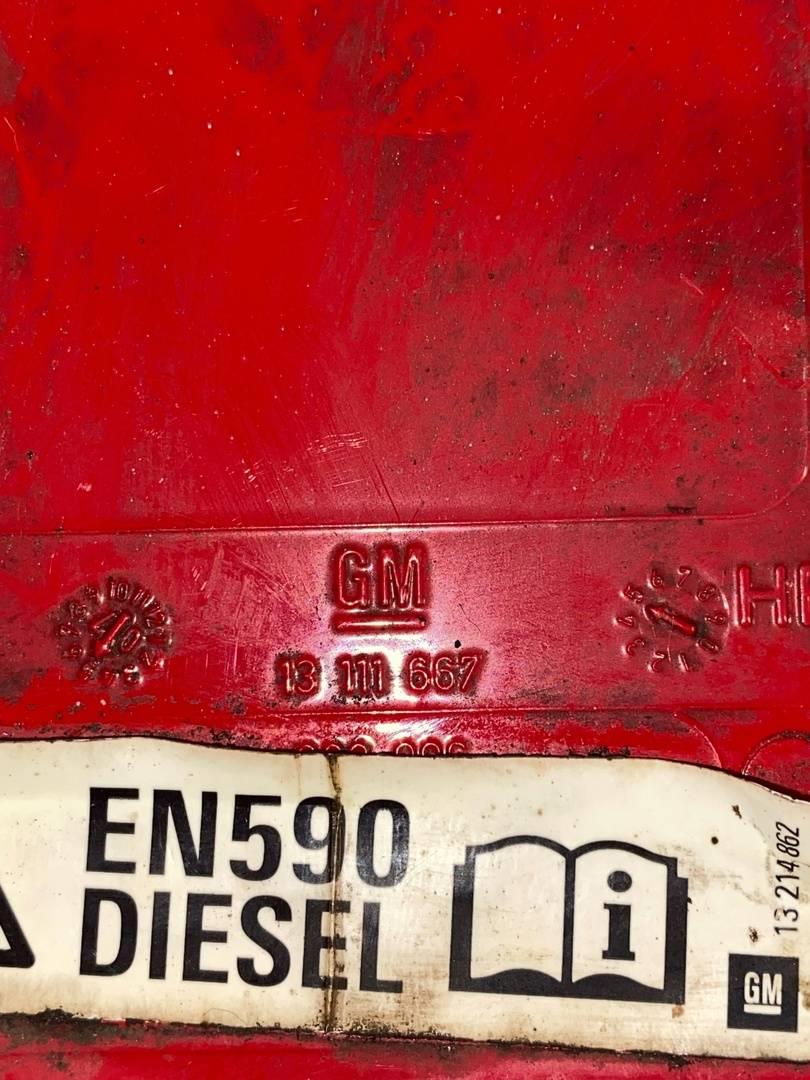 GM
13 111 667
EN590
DIESEL
i
13 214 862
GM